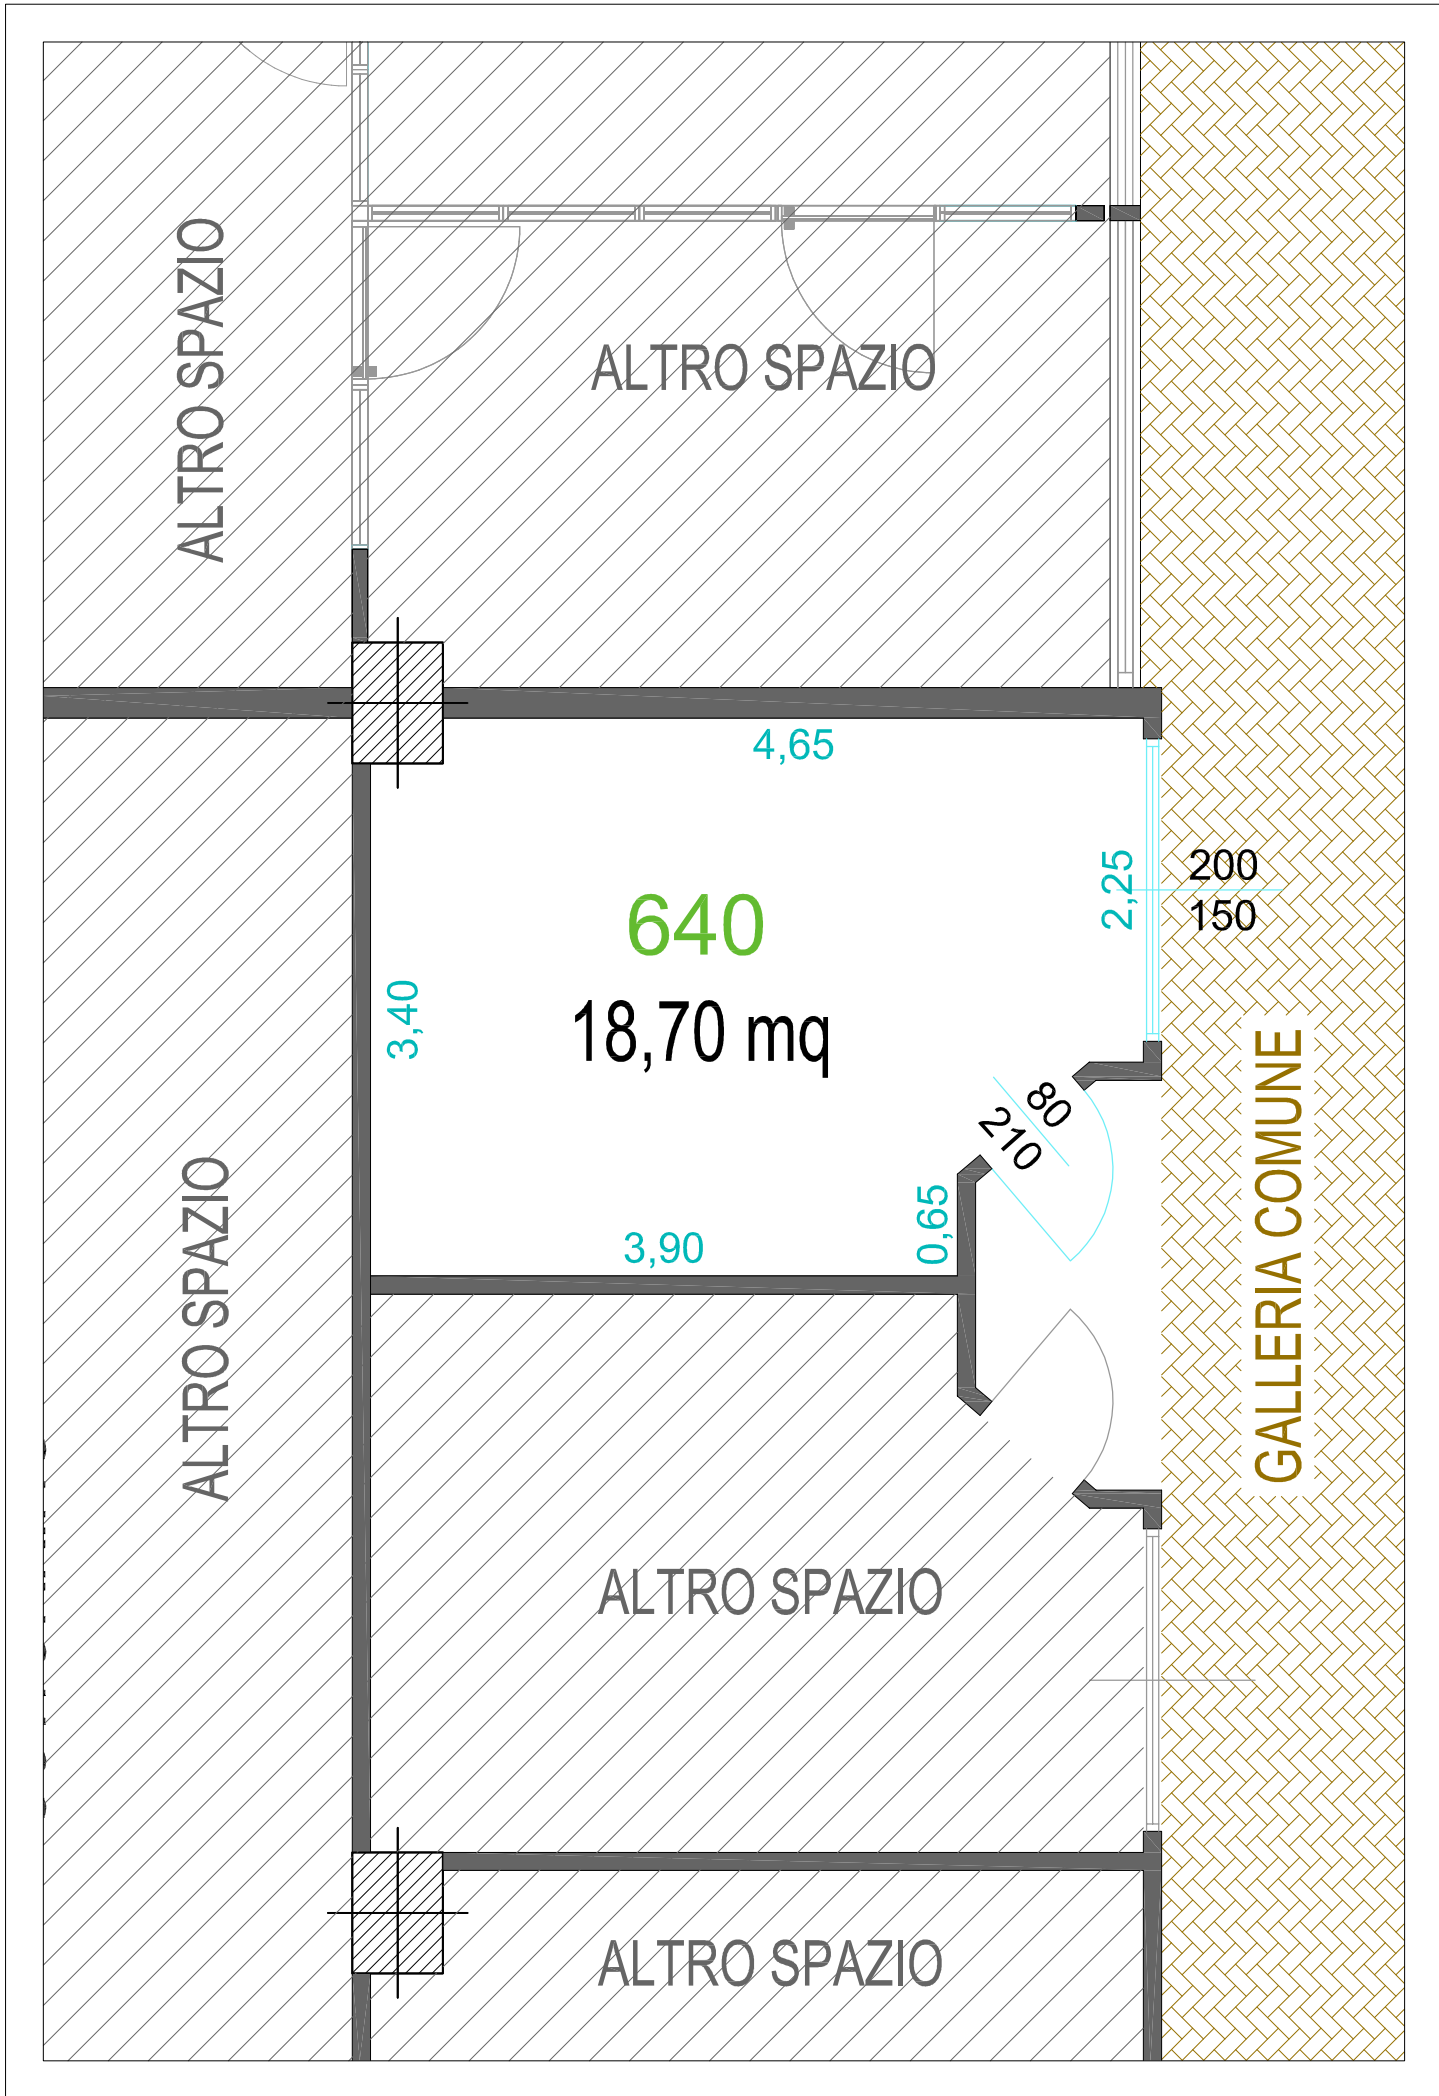 ALTRO SPAZIO
ALTRO SPAZIO
4,65
2,25
200
150
640
18,70 mq
3,40
80
210
0,65
3,90
GALLERIA COMUNE
ALTRO SPAZIO
ALTRO SPAZIO
ALTRO SPAZIO